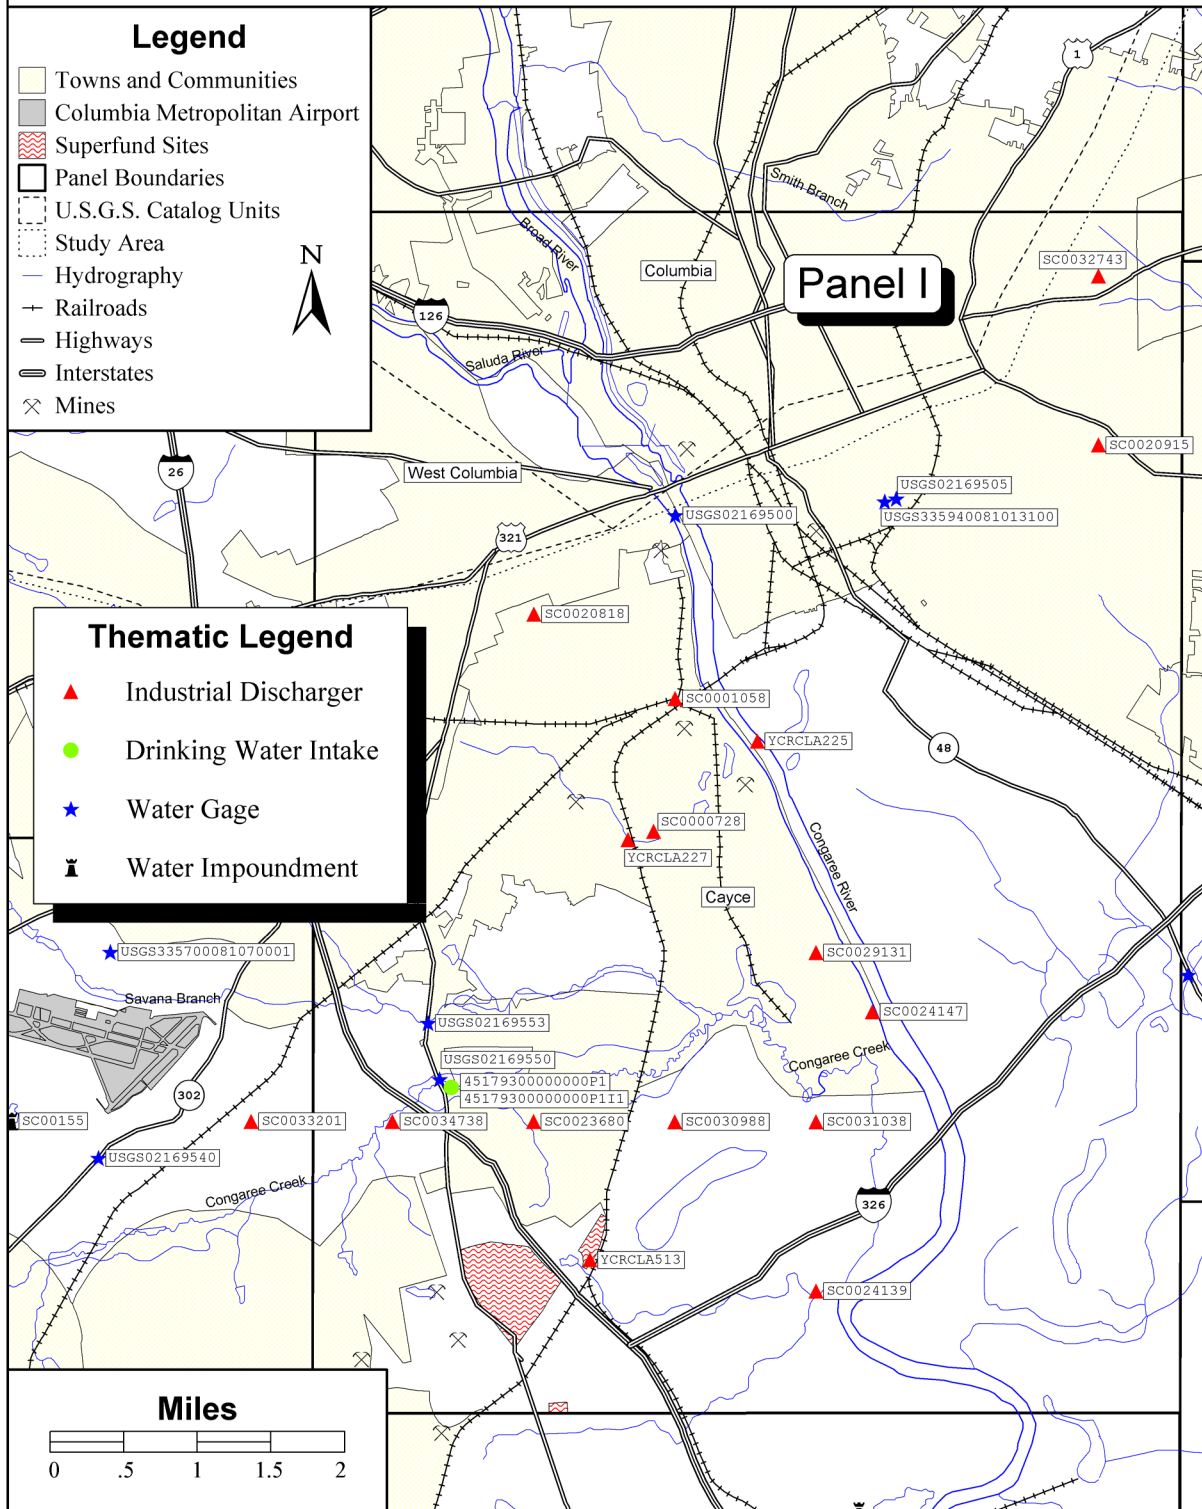 Legend
Towns and Communities
Columbia Metropolitan Airport
Superfund Sites
Panel Boundaries
U.S.G.S. Catalog Units
Study Area
Hydrography
Railroads
Highways
Interstates
Mines
N
1
Smith Branch
Broad River
Columbia
Panel I
SC0032743
126
Saluda River
SC0020915
26
West Columbia
USGS02169505
USGS02169500
USGS335940081013100
321
SC0020818
Thematic Legend
Industrial Discharger
Drinking Water Intake
Water Gage
Water Impoundment
SC0001058
YCRCLA225
48
SC0000728
YCRCLA227
Congaree River
Cayce
USGS335700081070001
SC0029131
Savana Branch
SC0024147
USGS02169553
USGS02169550
Congaree Creek
45179300000000P1
45179300000000P1I1
302
SC00155
SC0033201
SC0034738
SC0023680
SC0030988
SC0031038
USGS02169540
Congaree Creek
326
YCRCLA513
SC0024139
Miles
0 .5 1 1.5 2